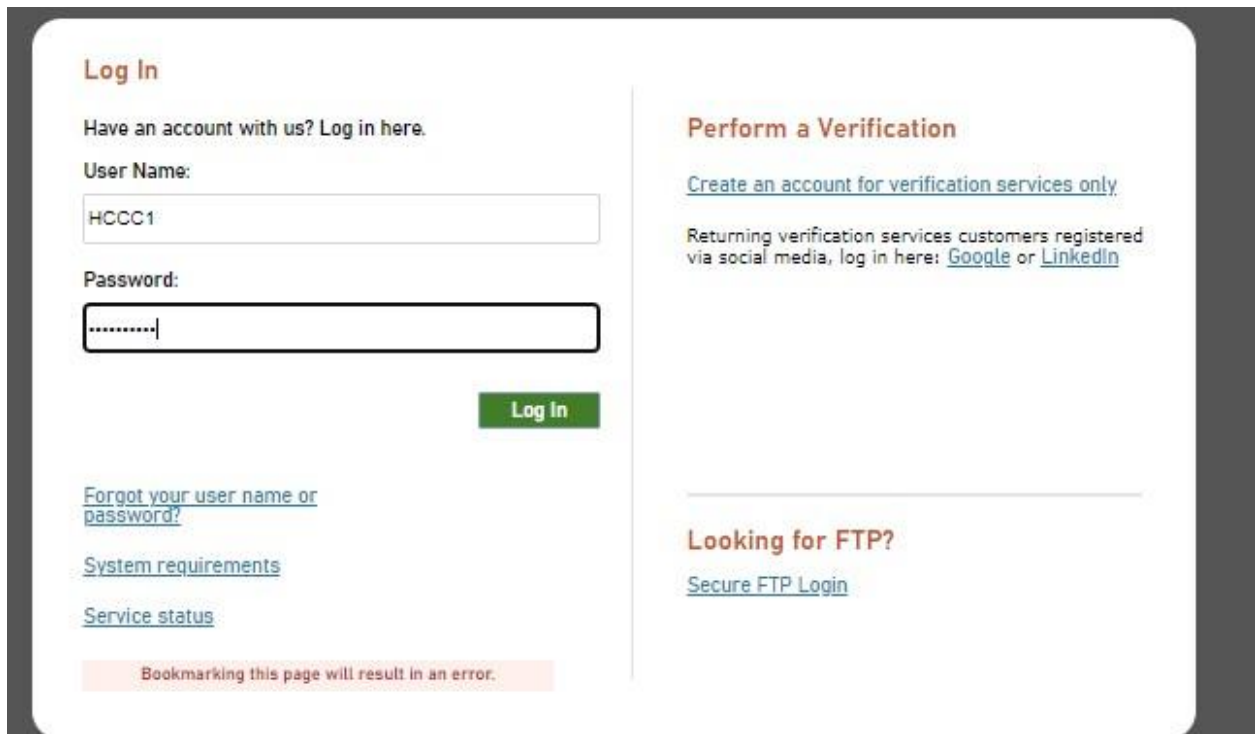 Log In
Have an account with us? Log in here.
User Name:
HCCC1
Password:
••••••••••
Log In
Forgot your user name or
password?
System requirements
Service status
Bookmarking this page will result in an error.
Perform a Verification
Create an account for verification services only
Returning verification services customers registered
via social media, log in here: Google or LinkedIn
Looking for FTP?
Secure FTP Login